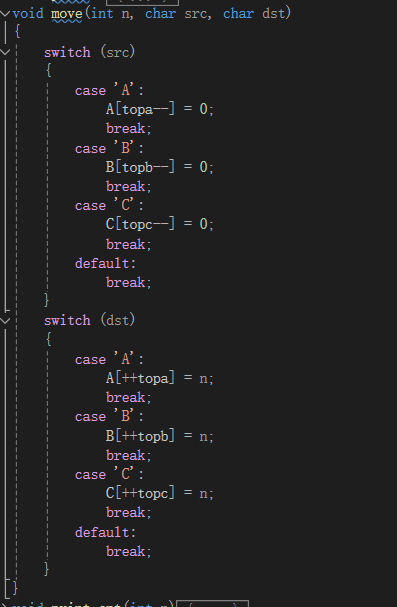 void move(int n, char src, char dst)
{
    switch (src)
    {
        case 'A':
            A[topa--] = 0;
            break;
        case 'B':
            B[topb--] = 0;
            break;
        case 'C':
            C[topc--] = 0;
            break;
        default:
            break;
    }
    switch (dst)
    {
        case 'A':
            A[++topa] = n;
            break;
        case 'B':
            B[++topb] = n;
            break;
        case 'C':
            C[++topc] = n;
            break;
        default:
            break;
    }
}